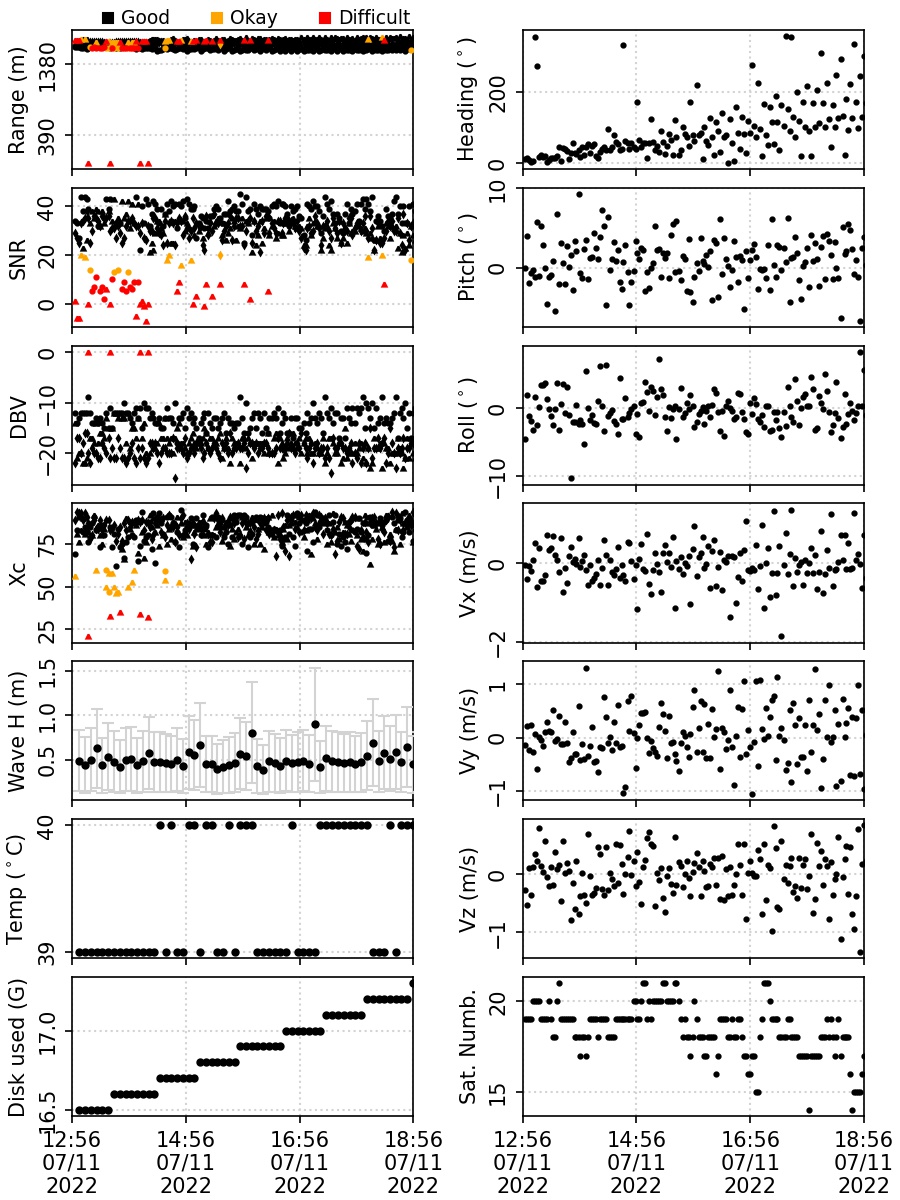 Good Okay Difficult
Range (m)
1380
390
Heading (°)
200
0
SNR
40
20
0
Pitch (°)
10
0
DBV
0
−10
−20
Roll (°)
0
−10
Xc
75
50
25
Vx (m/s)
0
−2
Wave H (m)
1.5
1.0
0.5
Vy (m/s)
1
0
−1
Temp (°C)
40
39
Vz (m/s)
0
−1
Disk used (G)
17.0
16.5
Sat. Numb.
20
15
12:56 14:56 16:56 18:56 12:56 14:56 16:56 18:56
07/11 07/11 07/11 07/11 07/11 07/11 07/11 07/11
2022 2022 2022 2022 2022 2022 2022 2022